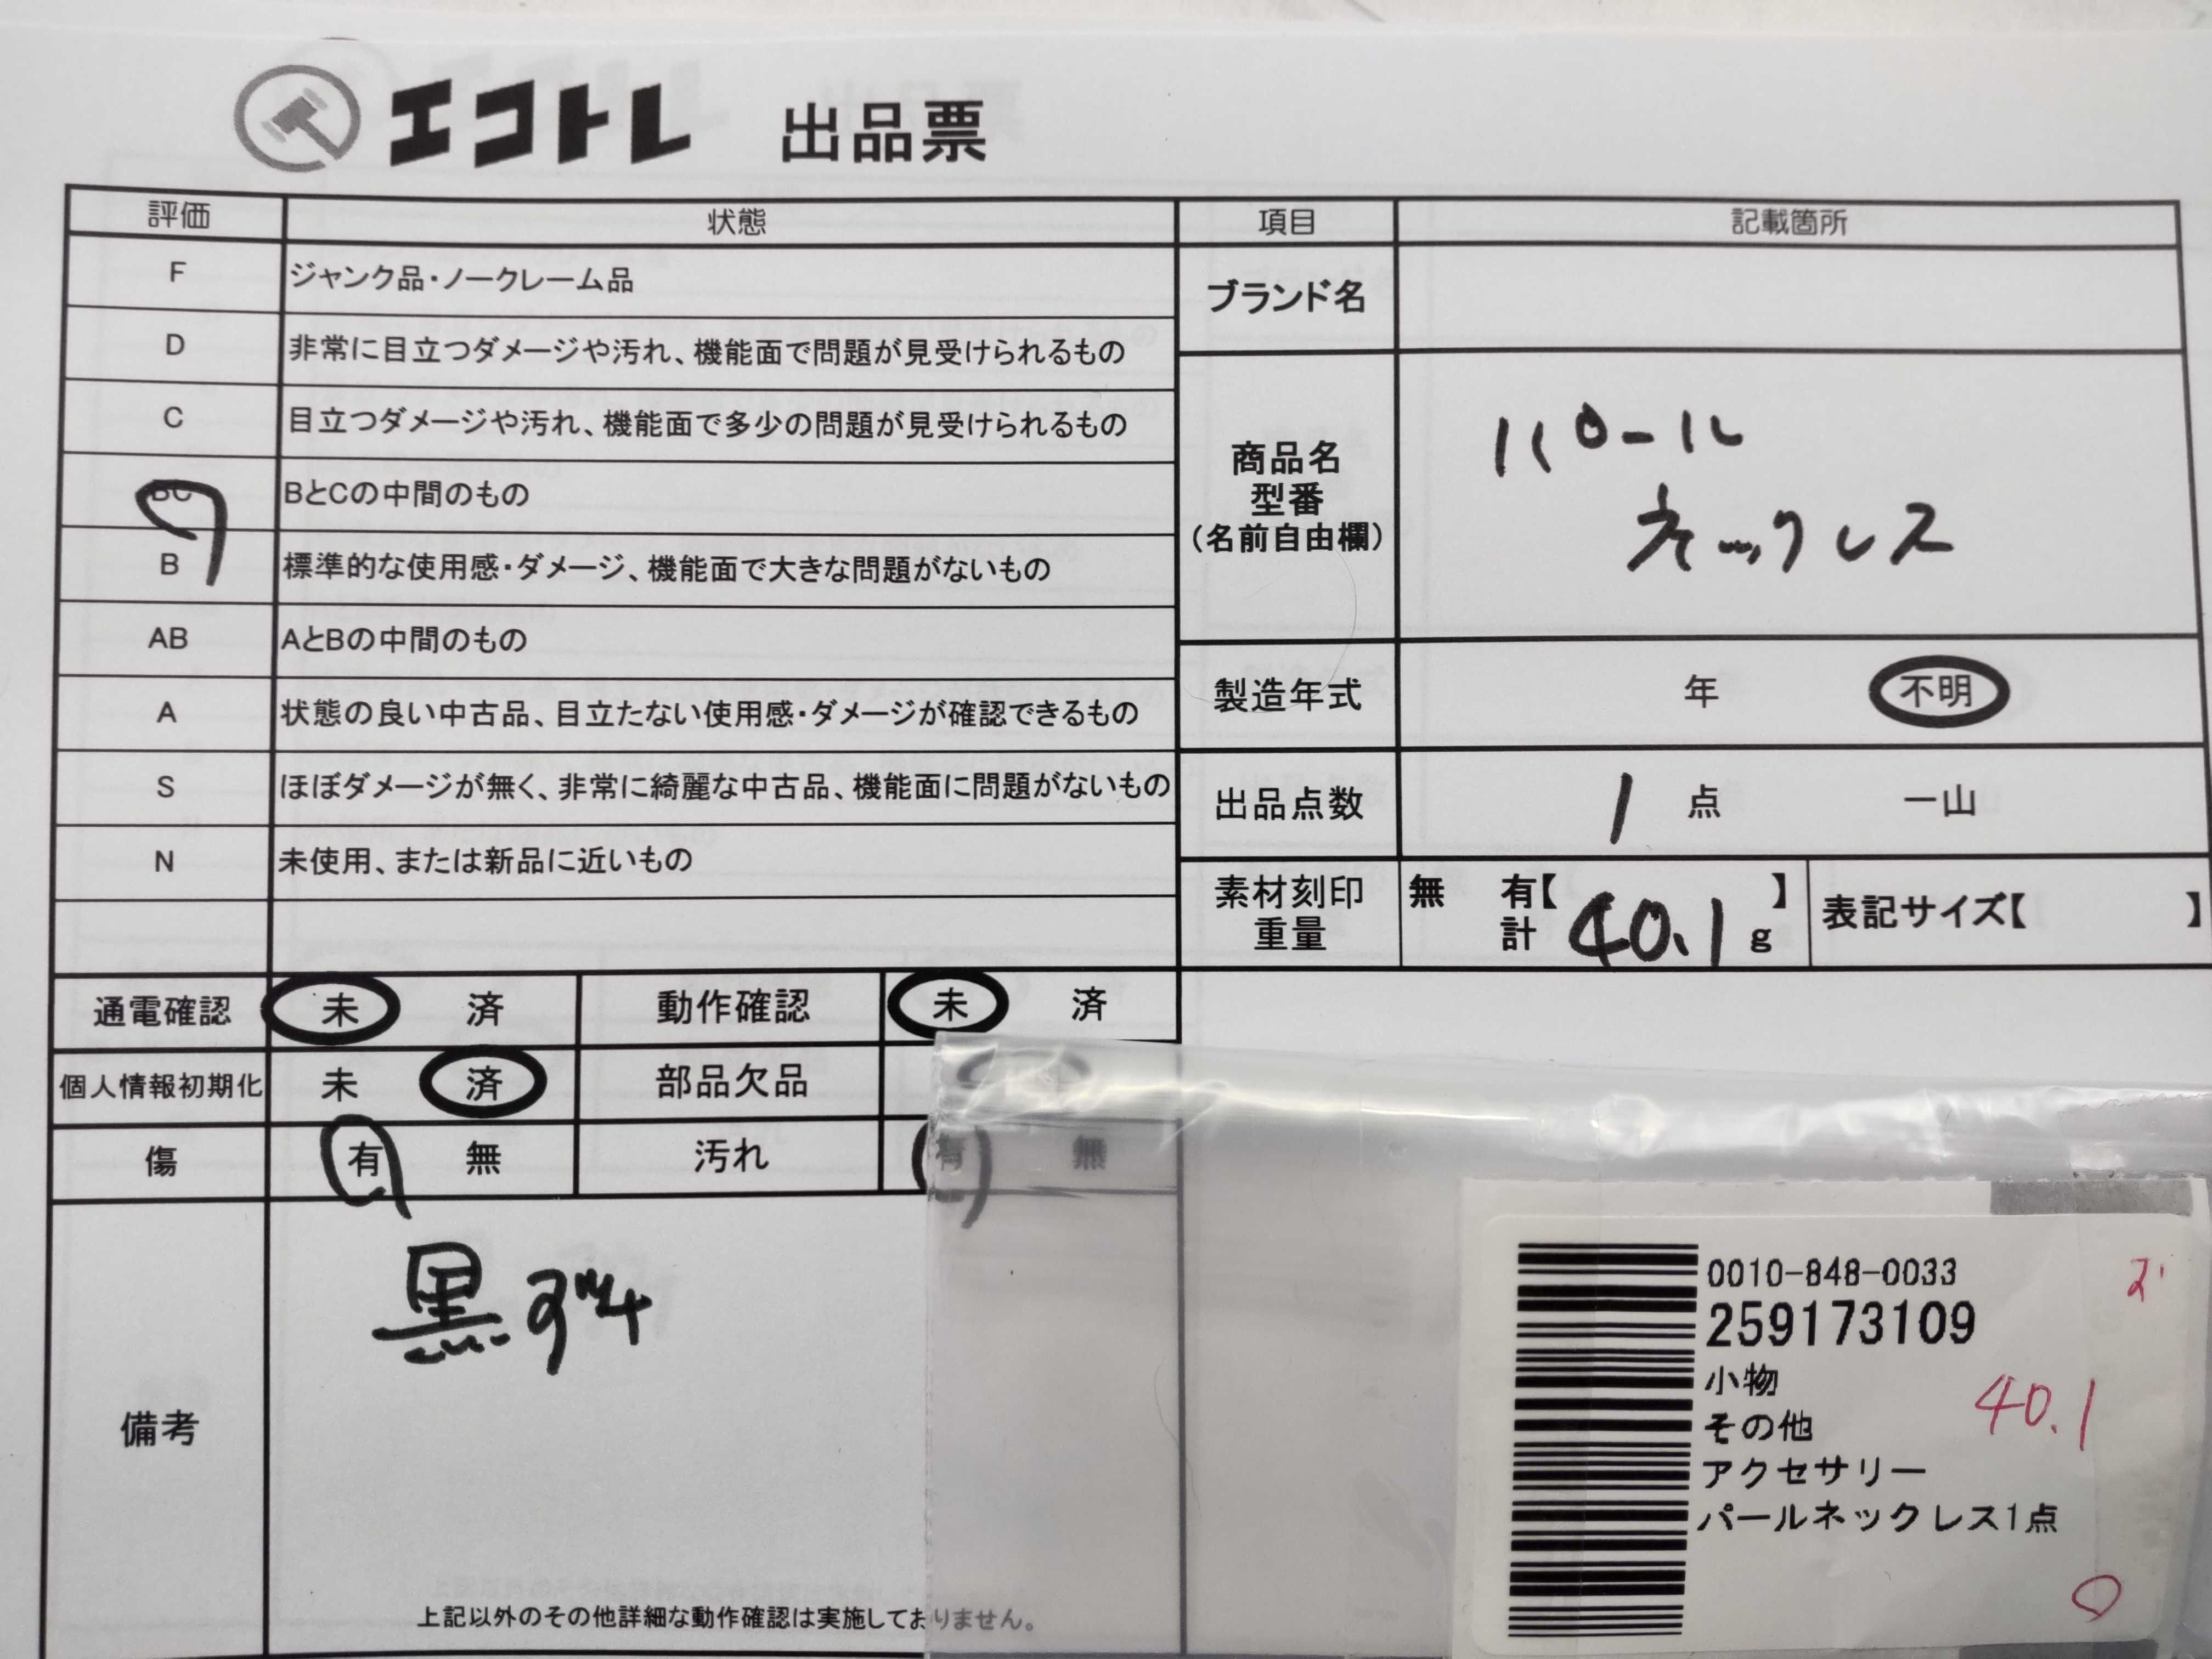 エコトレ 出品票
評価 状態
F ジャンク品・ノークレーム品
D 非常に目立つダメージや汚れ、機能面で問題が見受けられるもの
C 目立つダメージや汚れ、機能面で多少の問題が見受けられるもの
BC BとCの中間のもの
B 標準的な使用感・ダメージ、機能面で大きな問題がないもの
AB AとBの中間のもの
A 状態の良い中古品、目立たない使用感・ダメージが確認できるもの
S ほぼダメージが無く、非常に綺麗な中古品、機能面に問題がないもの
N 未使用、または新品に近いもの
項目 記載箇所
ブランド名
商品名
型番
(名前自由欄)
パール
ネックレス
製造年式 年 不明
出品点数 1 点 一山
素材刻印
重量
無 有【 】
計 40.1 g
表記サイズ【 】
通電確認 未 済 動作確認 未 済
個人情報初期化 未 済 部品欠品
傷 有 無 汚れ 有 無
備考
黒ずみ
上記以外のその他詳細な動作確認は実施しておりません。
0010-848-0033
259173109
小物
その他
アクセサリー
パールネックレス1点
40.1